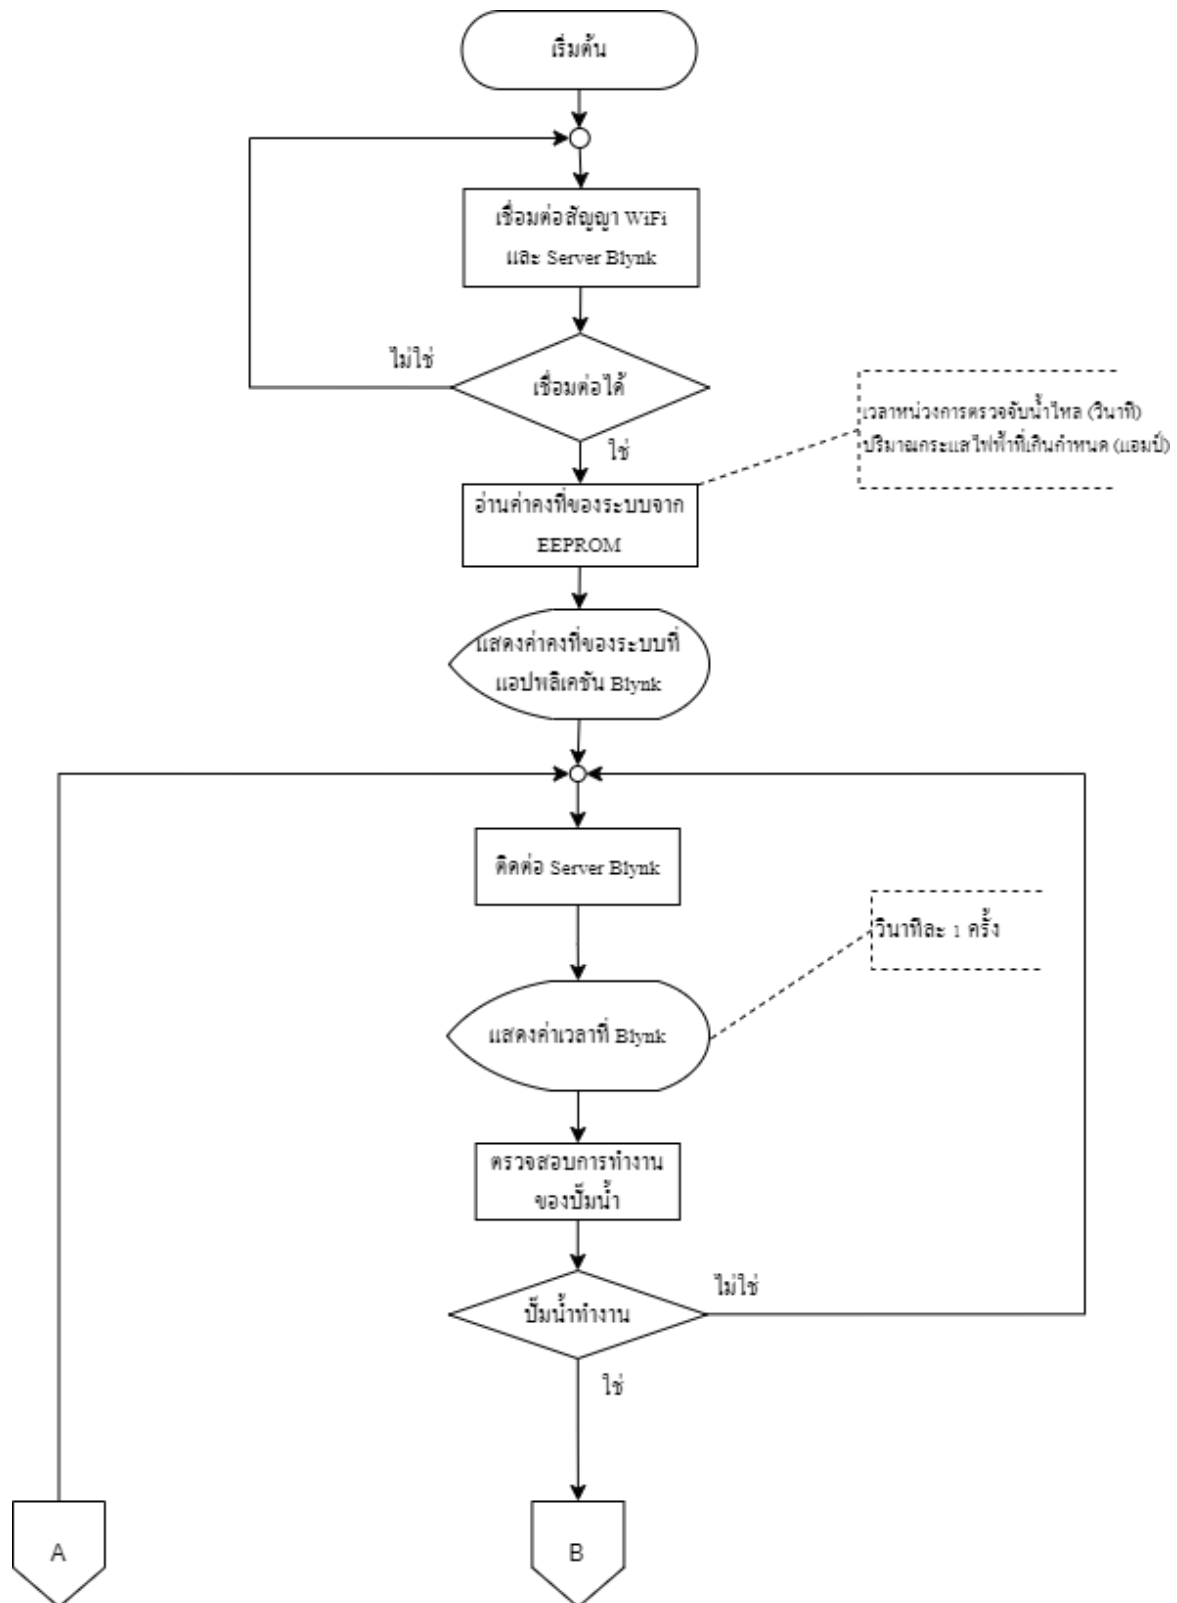 เริ่มต้น
เชื่อมต่อสัญญา WiFi
และ Server Blynk
ไม่ใช่
เชื่อมต่อได้
ใช่
เวลาหน่วงการตรวจจับน้ำไหล (วินาที)
ปริมาณกระแสไฟฟ้าที่เกินกำหนด (แอมป์)
อ่านค่าคงที่ของระบบจาก
EEPROM
แสดงค่าคงที่ของระบบที่
แอปพลิเคชัน Blynk
ติดต่อ Server Blynk
วินาทีละ 1 ครั้ง
แสดงค่าเวลาที่ Blynk
ตรวจสอบการทำงาน
ของปั๊มน้ำ
ไม่ใช่
ปั๊มน้ำทำงาน
ใช่
A
B